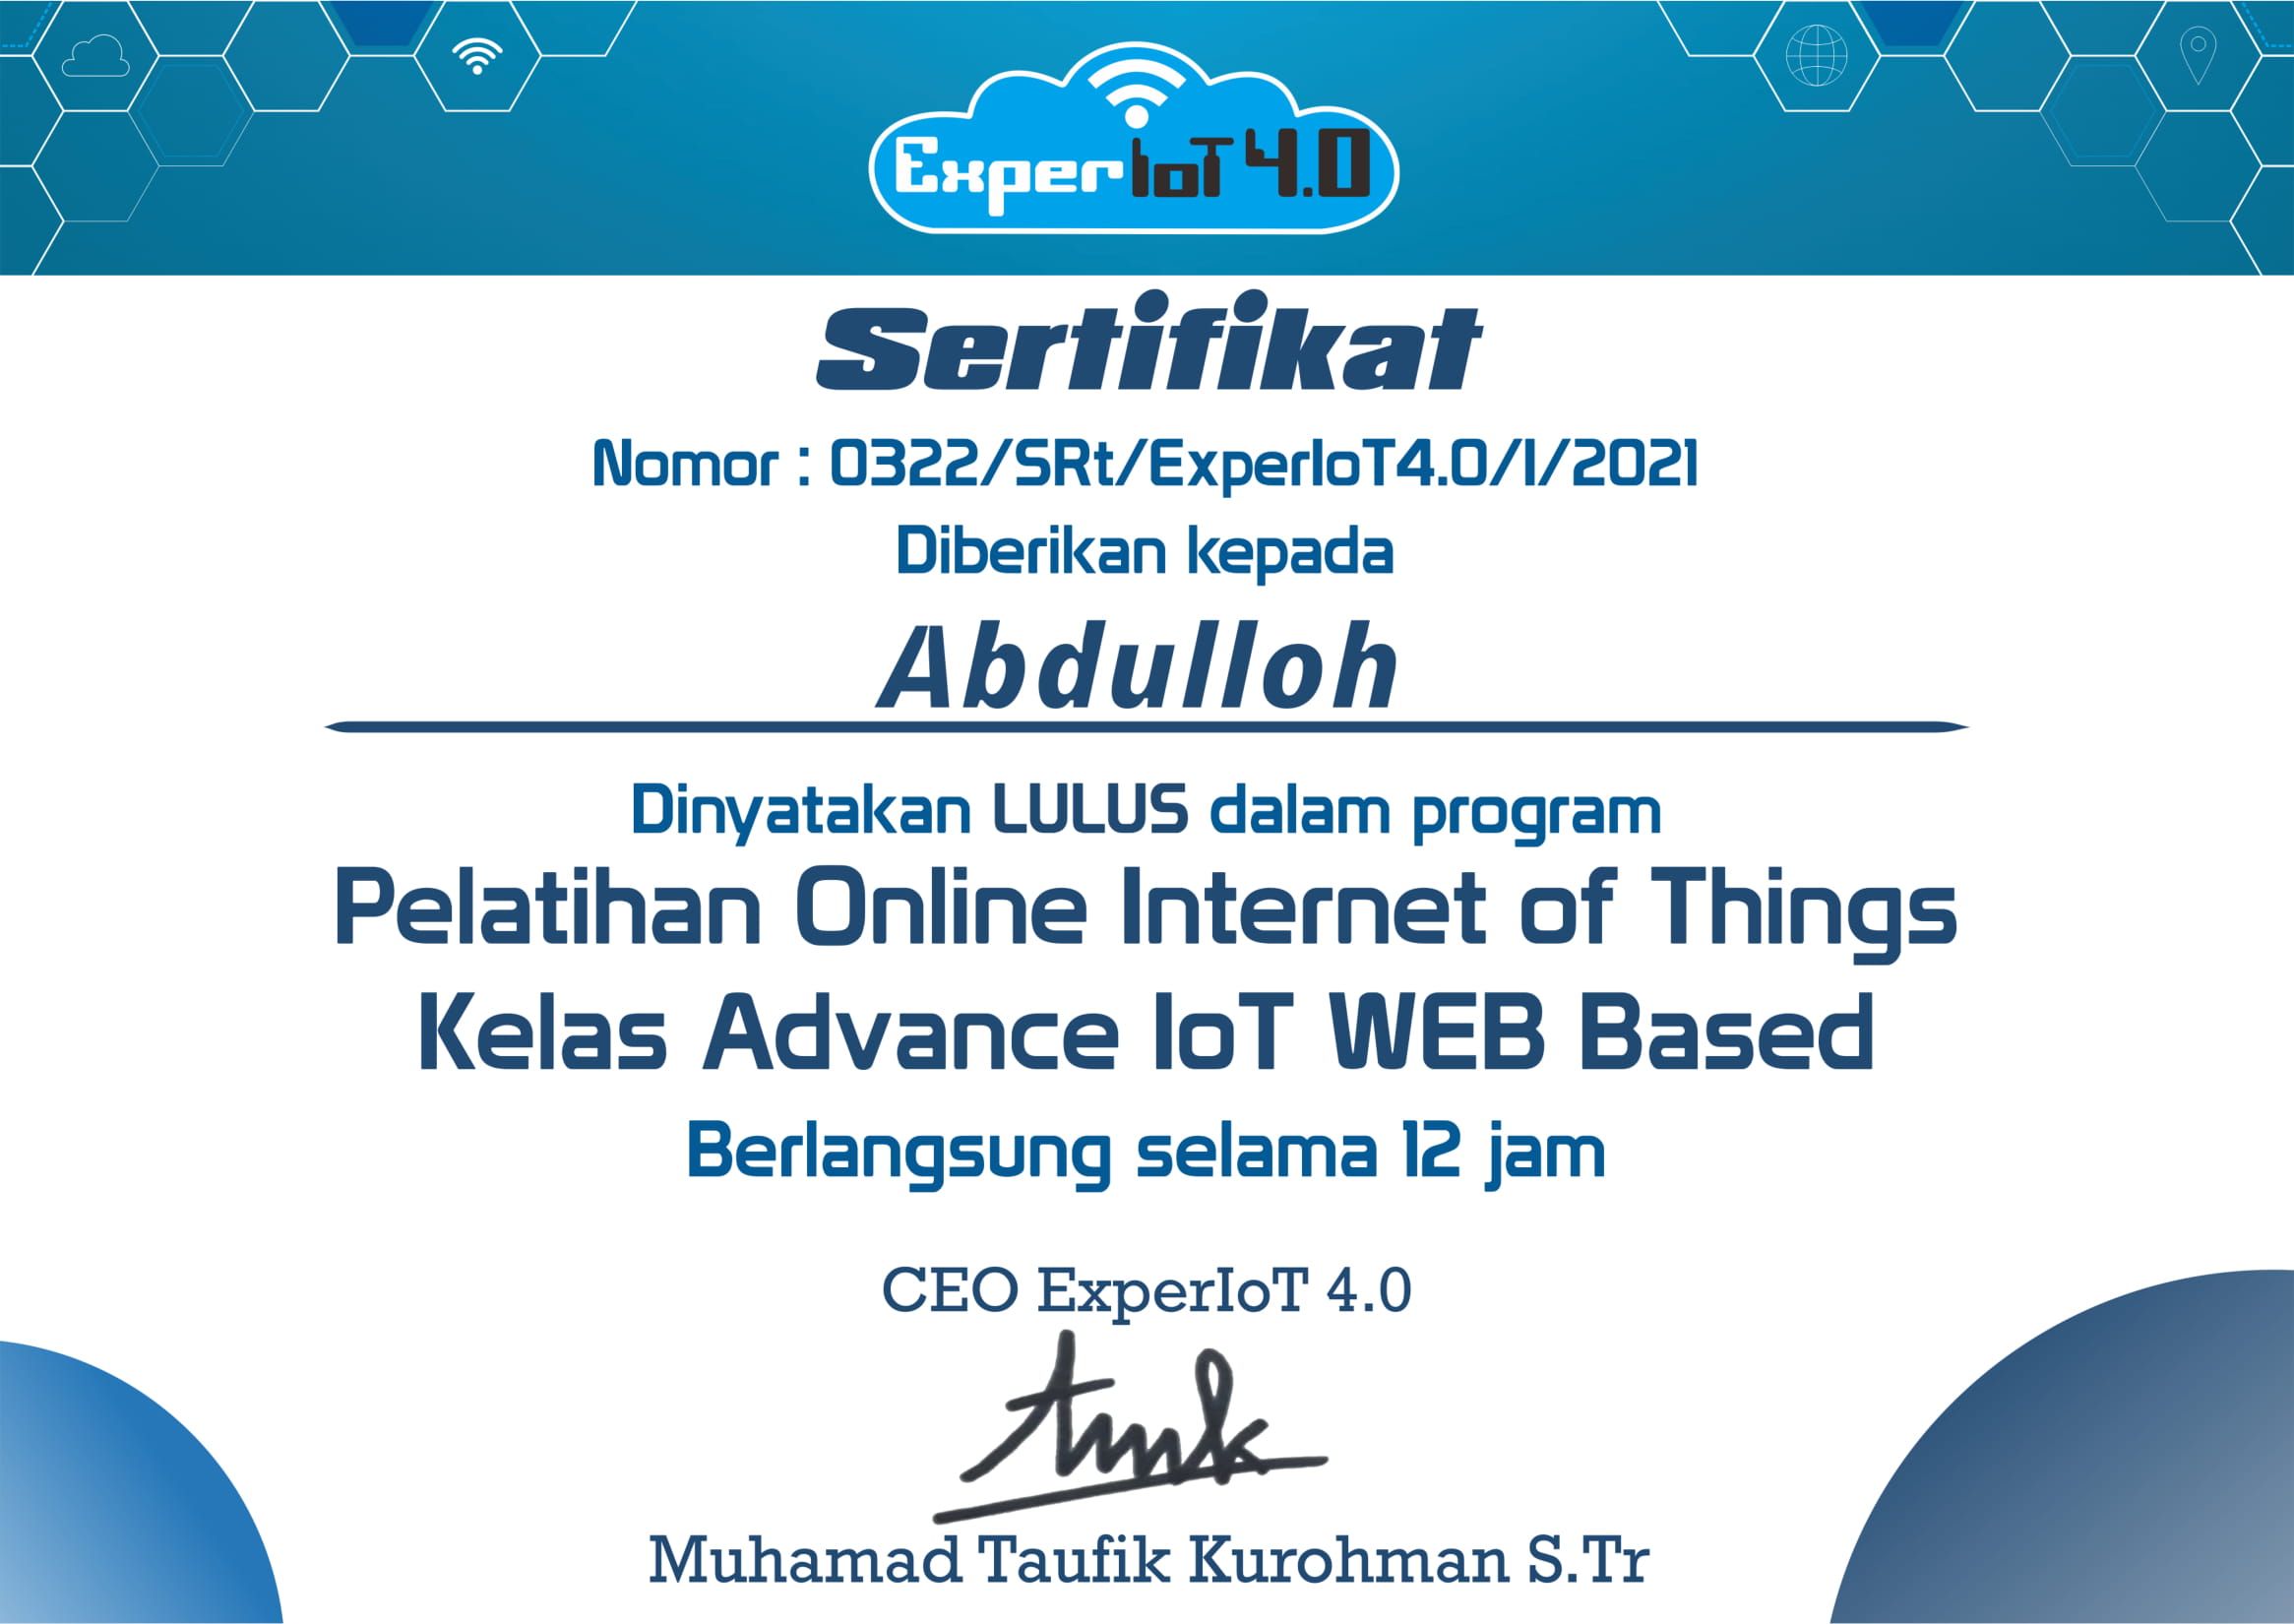 ExperIoT 4.0
Sertifikat
Nomor : 0322/SRt/ExperIoT4.0/I/2021
Diberikan kepada
Abdulloh
Dinyatakan LULUS dalam program
Pelatihan Online Internet of Things
Kelas Advance IoT WEB Based
Berlangsung selama 12 jam
CEO ExperIoT 4.0
Muhamad Taufik Kurohman S.Tr